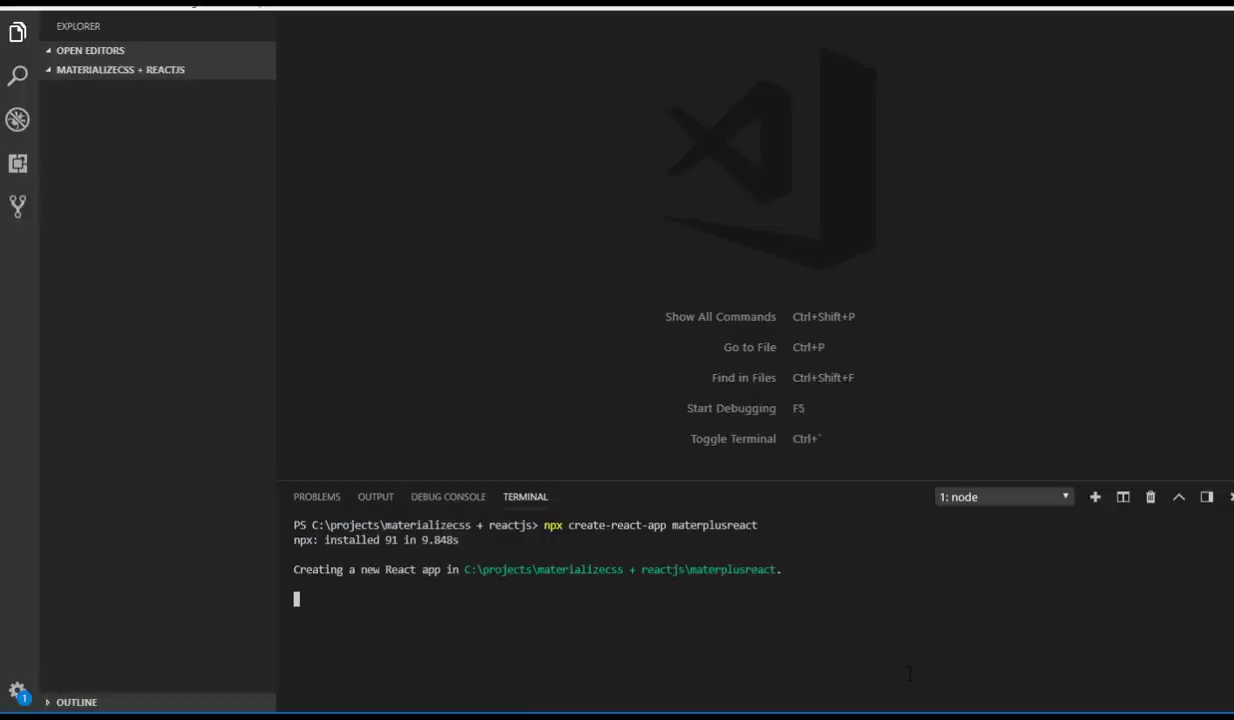 EXPLORER
OPEN EDITORS
MATERIALIZECSS + REACTJS
Show All Commands Ctrl+Shift+P
Go to File Ctrl+P
Find in Files Ctrl+Shift+F
Start Debugging F5
Toggle Terminal Ctrl+`
PROBLEMS OUTPUT DEBUG CONSOLE TERMINAL 1: node
PS C:\projects\materializecss + reactjs> npx create-react-app materplusreact
npx: installed 91 in 9.848s
Creating a new React app in C:\projects\materializecss + reactjs\materplusreact.
1
OUTLINE